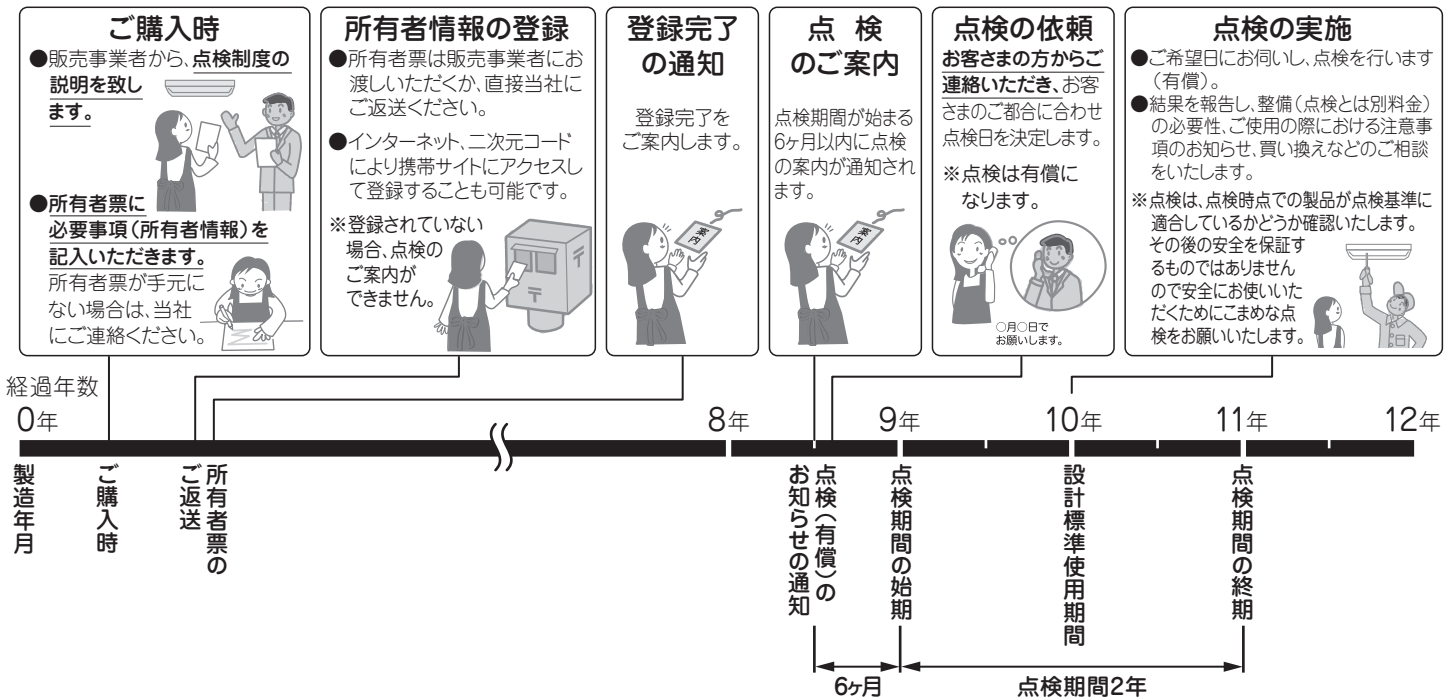 ご購入時
●販売事業者から、点検制度の
説明を致し
ます。
●所有者票に
必要事項（所有者情報）を
記入いただきます。
所有者票が手元に
ない場合は、当社
にご連絡ください。
所有者情報の登録
●所有者票は販売事業者にお
渡しいただくか、直接当社に
ご返送ください。
●インターネット、二次元コード
により携帯サイトにアクセスし
て登録することも可能です。
※登録されていない
場合、点検の
ご案内が
できません。
〒
〒
登録完了
の通知
登録完了を
ご案内します。
案内
点 検
のご案内
点検期間が始まる
6ヶ月以内に点検
の案内が通知され
ます。
案内
点検の依頼
お客さまの方からご
連絡いただき、お客
さまのご都合に合わせ
点検日を決定します。
※点検は有償に
なります。
○月○日で
お願いします。
点検の実施
●ご希望日にお伺いし、点検を行います
（有償）。
●結果を報告し、整備（点検とは別料金）
の必要性、ご使用の際における注意事
項のお知らせ、買い換えなどのご相談
をいたします。
※点検は、点検時点での製品が点検基準に
適合しているかどうか確認いたします。
その後の安全を保証す
るものではありません
ので安全にお使いいた
だくためにこまめな点
検をお願いいたします。
経過年数
0年
8年
9年
10年
11年
12年
製造年月
ご購入時
所有者票の
ご返送
点検（有償）の
お知らせの通知
点検期間の始期
設計標準使用期間
点検期間の終期
6ヶ月
点検期間2年